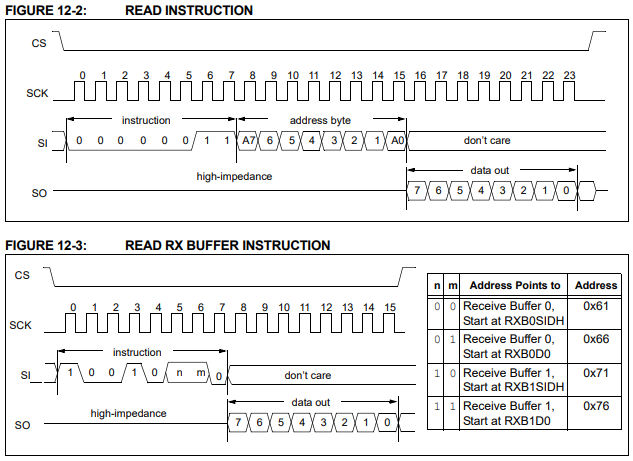 FIGURE 12-2: READ INSTRUCTION
CS
0 1 2 3 4 5 6 7 8 9 10 11 12 13 14 15 16 17 18 19 20 21 22 23
SCK
instruction address byte
SI 0 0 0 0 0 0 1 1 A7 6 5 4 3 2 1 A0 don't care
high-impedance data out
SO 7 6 5 4 3 2 1 0
FIGURE 12-3: READ RX BUFFER INSTRUCTION
CS
0 1 2 3 4 5 6 7 8 9 10 11 12 13 14 15
SCK
instruction
SI 1 0 0 1 0 n m 0 don't care
high-impedance data out
SO 7 6 5 4 3 2 1 0
n m Address Points to Address
0 0 Receive Buffer 0, 0x61
Start at RXB0SIDH
0 1 Receive Buffer 0, 0x66
Start at RXB0D0
1 0 Receive Buffer 1, 0x71
Start at RXB1SIDH
1 1 Receive Buffer 1, 0x76
Start at RXB1D0